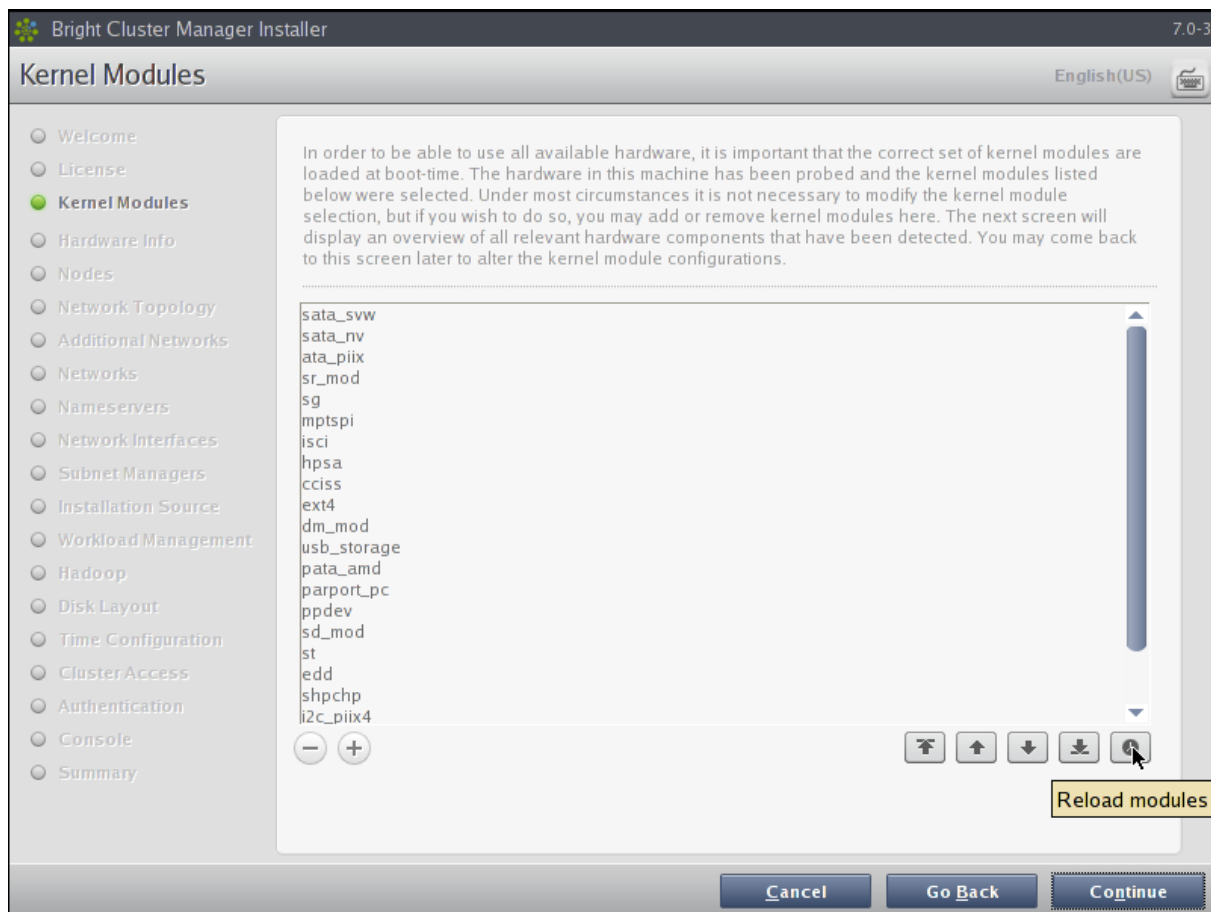 Bright Cluster Manager Installer
7.0-3
Kernel Modules
English(US)
Welcome
License
Kernel Modules
Hardware Info
Nodes
Network Topology
Additional Networks
Networks
Nameservers
Network Interfaces
Subnet Managers
Installation Source
Workload Management
Hadoop
Disk Layout
Time Configuration
Cluster Access
Authentication
Console
Summary
In order to be able to use all available hardware, it is important that the correct set of kernel modules are
loaded at boot-time. The hardware in this machine has been probed and the kernel modules listed
below were selected. Under most circumstances it is not necessary to modify the kernel module
selection, but if you wish to do so, you may add or remove kernel modules here. The next screen will
display an overview of all relevant hardware components that have been detected. You may come back
to this screen later to alter the kernel module configurations.
sata_svw
sata_nv
ata_piix
sr_mod
sg
mptspi
isci
hpsa
cciss
ext4
dm_mod
usb_storage
pata_amd
parport_pc
ppdev
sd_mod
st
edd
shpchp
i2c_piix4
Reload modules
Cancel
Go Back
Continue